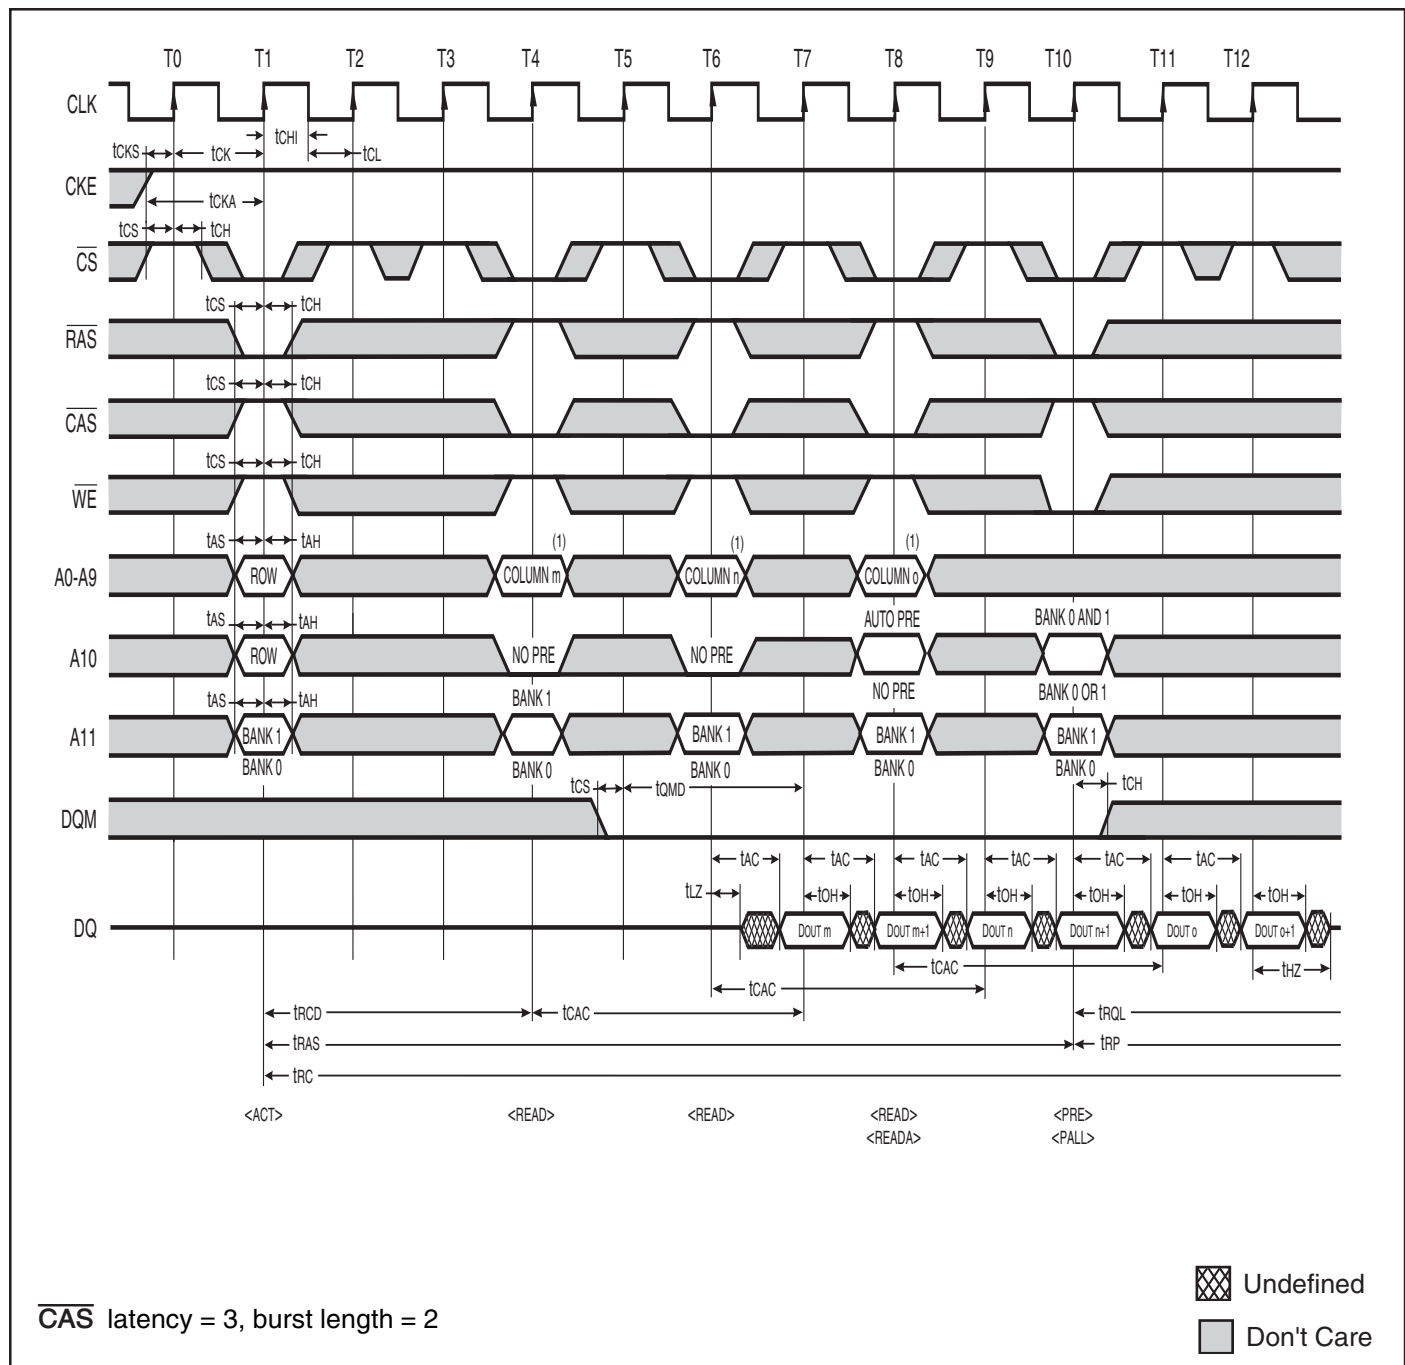 T0 T1 T2 T3 T4 T5 T6 T7 T8 T9 T10 T11 T12
CLK
tCHI
tCKS tCK tCL
CKE
tCKA
tCS tCH
CS
tCS tCH
RAS
tCS tCH
CAS
tCS tCH
WE
tAS tAH (1) (1) (1)
A0-A9 ROW COLUMN m COLUMN n COLUMN o
tAS tAH AUTO PRE BANK 0 AND 1
A10 ROW NO PRE NO PRE
tAS tAH BANK 1 NO PRE BANK 0 OR 1
A11 BANK 1 BANK 1 BANK 1 BANK 1
BANK 0 BANK 0 BANK 0 BANK 0 BANK 0
tCS tQMD tCH
DQM
tAC tAC tAC tAC tAC tAC
tLZ tOH tOH tOH tOH tOH tOH
DQ DOUT m DOUT m+1 DOUT n DOUT n+1 DOUT o DOUT o+1
tCAC tHZ
tCAC
tRCD tCAC tRQL
tRAS tRP
tRC
<ACT> <READ> <READ> <READ> <PRE>
<READA> <PALL>
Undefined
CAS latency = 3, burst length = 2
Don't Care